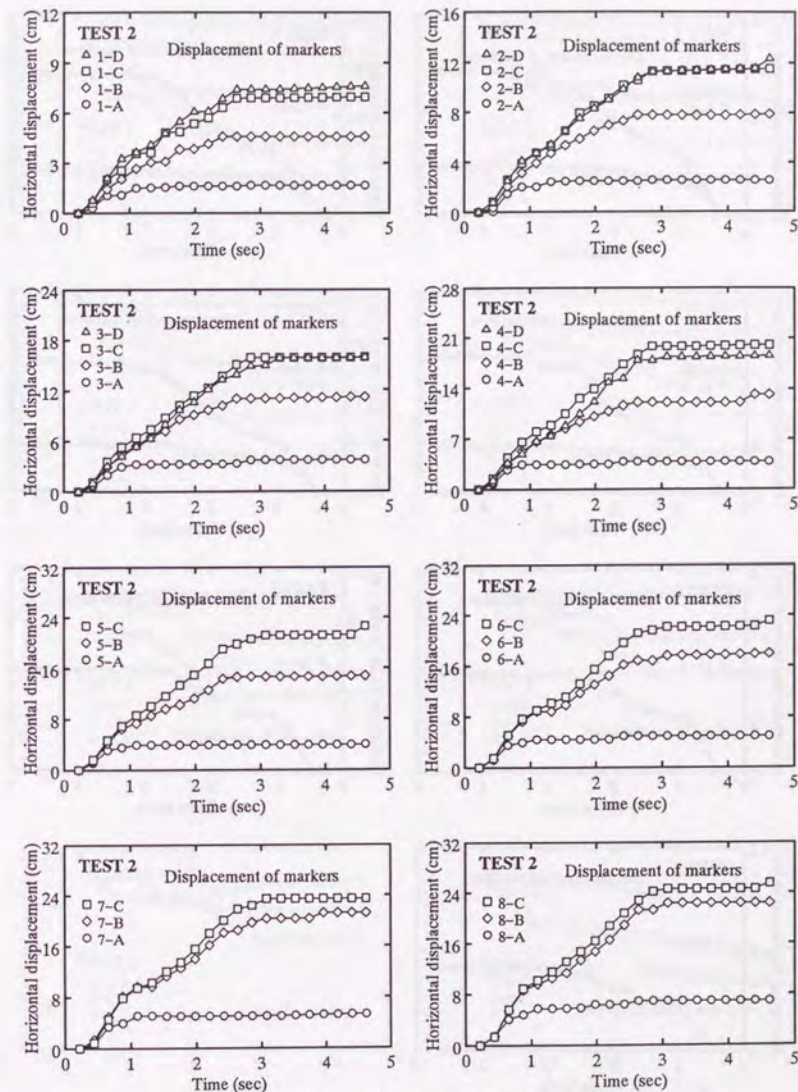 Horizontal displacement (cm)
12
9
6
3
0
TEST 2
Displacement of markers
1–D
1–C
1–B
1–A
0 1 2 3 4 5
Time (sec)
Horizontal displacement (cm)
16
12
8
4
0
TEST 2
Displacement of markers
2–D
2–C
2–B
2–A
0 1 2 3 4 5
Time (sec)
Horizontal displacement (cm)
24
18
12
6
0
TEST 2
Displacement of markers
3–D
3–C
3–B
3–A
0 1 2 3 4 5
Time (sec)
Horizontal displacement (cm)
28
21
14
7
0
TEST 2
Displacement of markers
4–D
4–C
4–B
4–A
0 1 2 3 4 5
Time (sec)
Horizontal displacement (cm)
32
24
16
8
0
TEST 2
Displacement of markers
5–C
5–B
5–A
0 1 2 3 4 5
Time (sec)
Horizontal displacement (cm)
32
24
16
8
0
TEST 2
Displacement of markers
6–C
6–B
6–A
0 1 2 3 4 5
Time (sec)
Horizontal displacement (cm)
32
24
16
8
0
TEST 2
Displacement of markers
7–C
7–B
7–A
0 1 2 3 4 5
Time (sec)
Horizontal displacement (cm)
32
24
16
8
0
TEST 2
Displacement of markers
8–C
8–B
8–A
0 1 2 3 4 5
Time (sec)